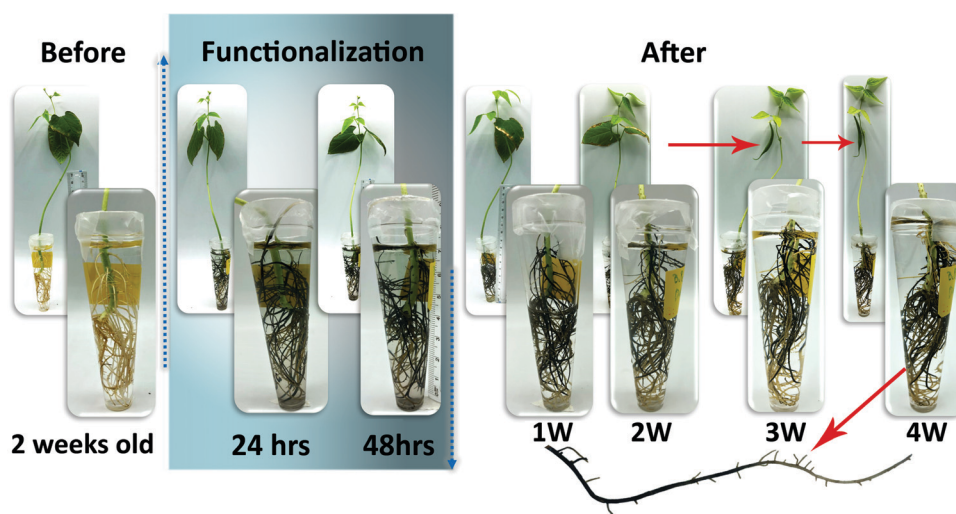 Before
Functionalization
After
2 weeks old
24 hrs
48hrs
1W
2W
3W
4W